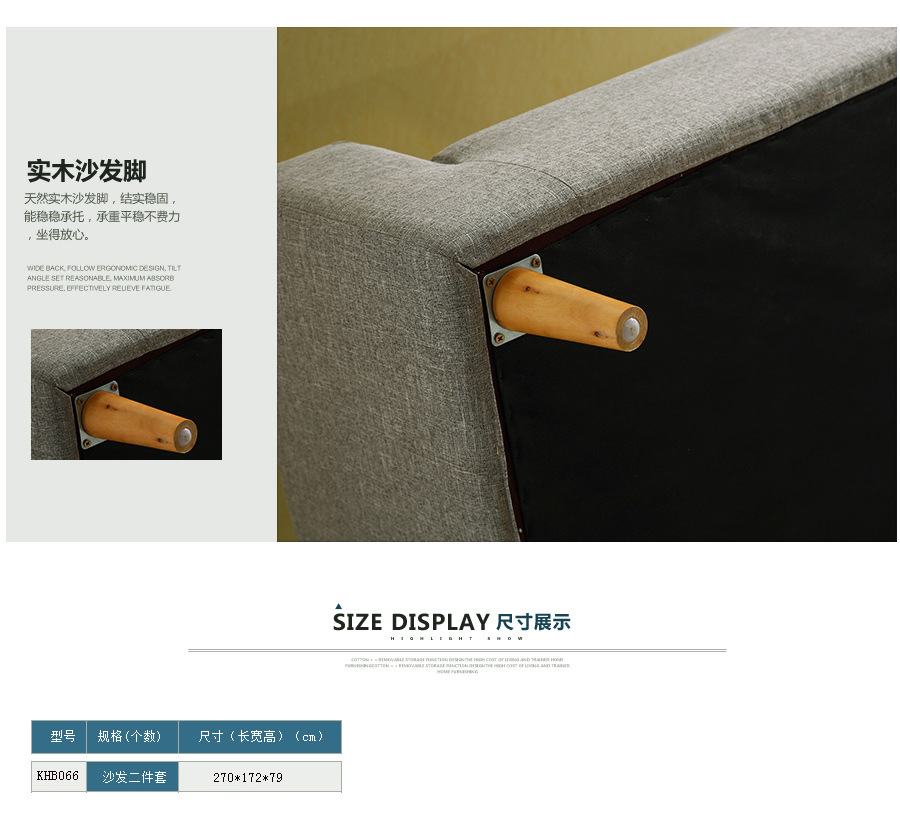 实木沙发脚
天然实木沙发脚，结实稳固，
能稳稳承托，承重平稳不费力
，坐得放心。
WIDE BACK, FOLLOW ERGONOMIC DESIGN, TILT
ANGLE SET REASONABLE, MAXIMUM ABSORB
PRESSURE, EFFECTIVELY RELIEVE FATIGUE.
SIZE DISPLAY 尺寸展示
HIGHLIGHT SHOW
COTTON + + REMOVABLE STORAGE FUNCTION DESIGN THE HIGH COST OF LIVING AND TRAINED HOME
FURNISHINGCOTTON + + REMOVABLE STORAGE FUNCTION DESIGN THE HIGH COST OF LIVING AND TRAINED
HOME FURNISHING
型号 规格(个数) 尺寸（长宽高）（cm）
KHB066 沙发二件套 270*172*79